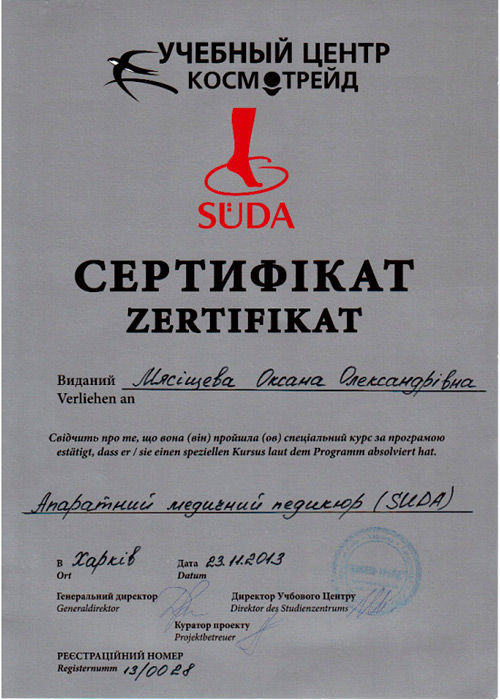 УЧЕБНЫЙ ЦЕНТР
КОСМОТРЕЙД
SÜDA
СЕРТИФІКАТ
ZERTIFIKAT
Виданий Мясіщева Оксана Олександрівна
Verliehen an
Свідчить про те, що вона (він) пройшла (ов) спеціальний курс за програмою
estätigt, dass er / sie einen speziellen Kursus laut dem Programm absolviert hat.
Апаратний медичний педикюр (SUDA)
в Харків Дата 23.11.2013
Ort Datum
Генеральний директор Директор Учбового Центру
Generaldirektor Direktor des Studienzentrums
Куратор проекту
Projektbetreuer
РЕЄСТРАЦІЙНИЙ НОМЕР
Registernumm 13/0028